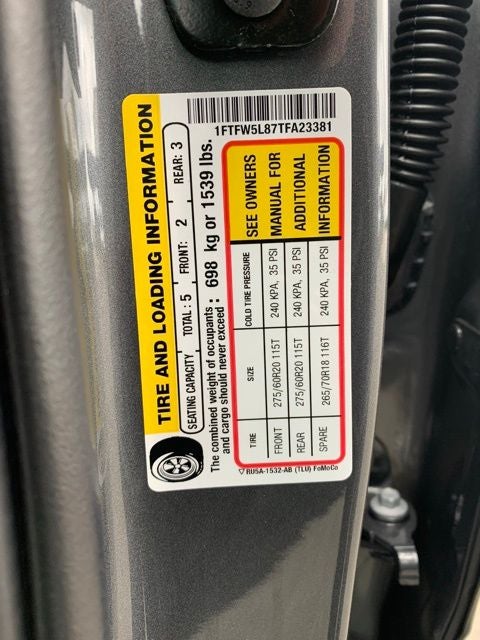 1FTFW5L87TFA23381
TIRE AND LOADING INFORMATION
SEATING CAPACITY TOTAL : 5 FRONT: 2 REAR: 3
The combined weight of occupants : 698 kg or 1539 lbs.
and cargo should never exceed
TIRE SIZE COLD TIRE PRESSURE SEE OWNERS
FRONT 275/60R20 115T 240 KPA, 35 PSI MANUAL FOR
REAR 275/60R20 115T 240 KPA, 35 PSI ADDITIONAL
SPARE 265/70R18 116T 240 KPA, 35 PSI INFORMATION
▽RU5A-1532-AB (TLU) FoMoCo